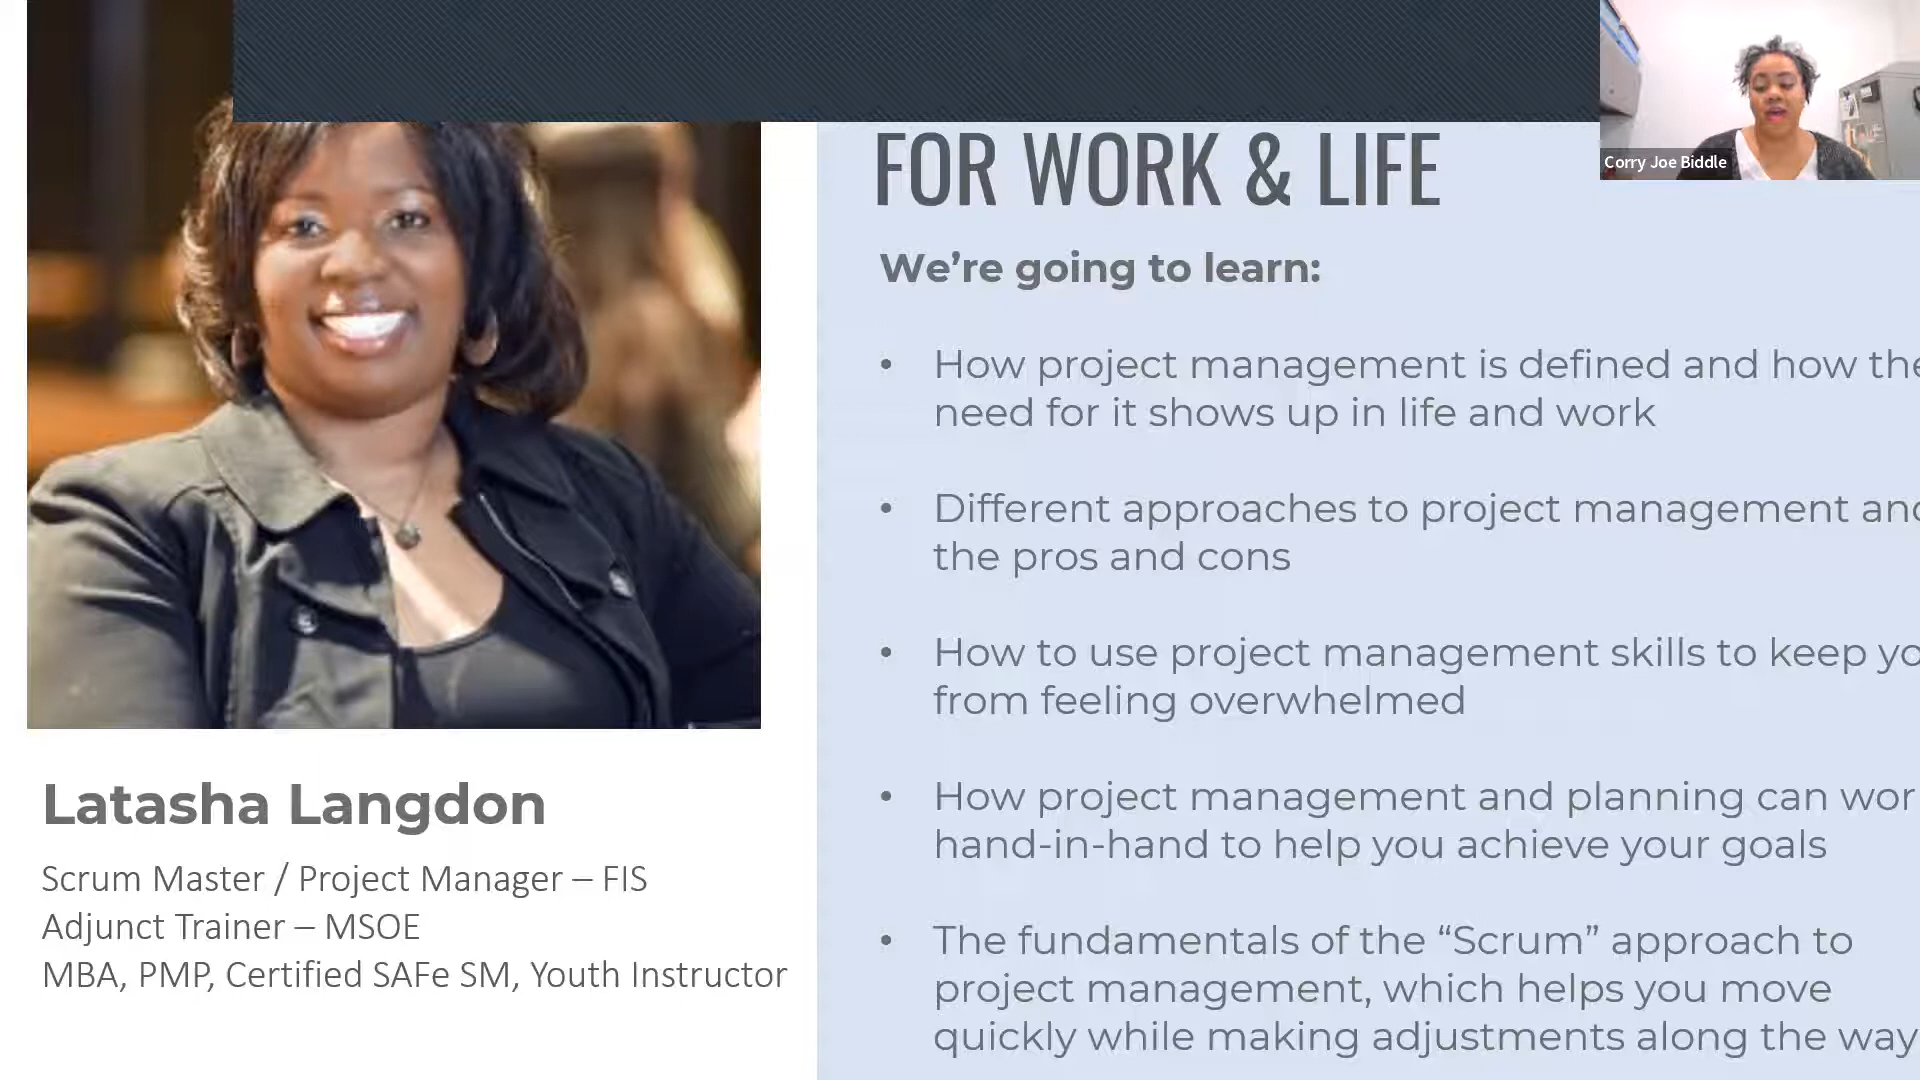 FOR WORK & LIFE
Corry Joe Biddle
We’re going to learn:
• How project management is defined and how the
need for it shows up in life and work
• Different approaches to project management and
the pros and cons
• How to use project management skills to keep yo
from feeling overwhelmed
• How project management and planning can wor
hand-in-hand to help you achieve your goals
• The fundamentals of the “Scrum” approach to
project management, which helps you move
quickly while making adjustments along the way
Latasha Langdon
Scrum Master / Project Manager – FIS
Adjunct Trainer – MSOE
MBA, PMP, Certified SAFe SM, Youth Instructor